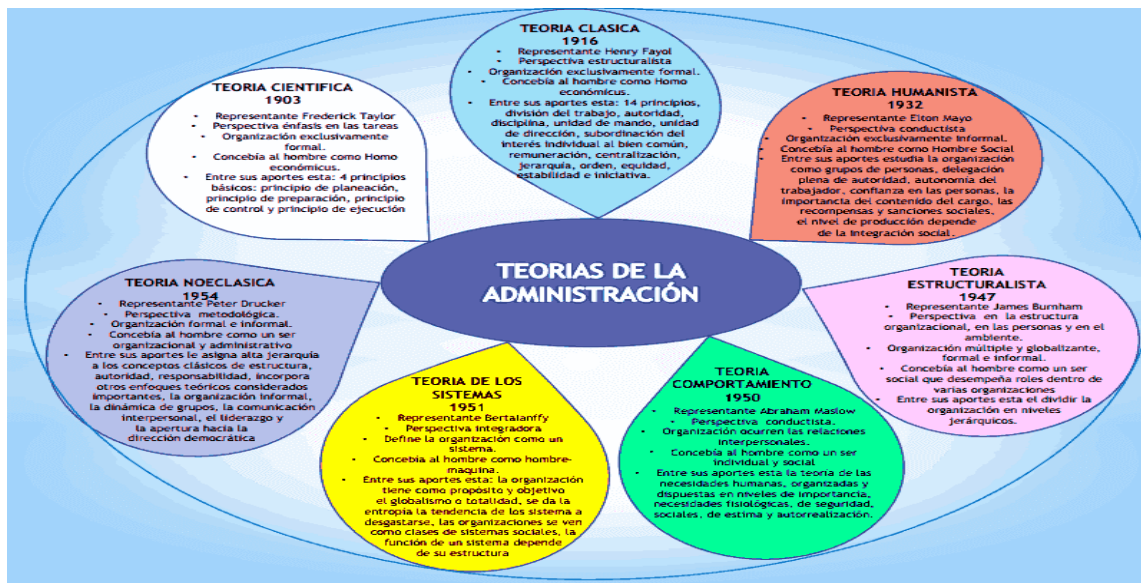 TEORIA CLASICA
1916
• Representante Henry Fayol
• Perspectiva estructuralista
• Organización exclusivamente formal.
• Concebía al hombre como Homo
económicus.
• Entre sus aportes esta: 14 principios,
división del trabajo, autoridad,
disciplina, unidad de mando, unidad
de dirección, subordinación del
interés individual al bien común,
remuneración, centralización,
jerarquía, orden, equidad,
estabilidad e iniciativa.
TEORIA CIENTIFICA
1903
• Representante Frederick Taylor
• Perspectiva énfasis en las tareas
• Organización exclusivamente
formal.
• Concebía al hombre como Homo
económicus.
• Entre sus aportes esta: 4 principios
básicos: principio de planeación,
principio de preparación, principio
de control y principio de ejecución
TEORIA HUMANISTA
1932
• Representante Elton Mayo
• Perspectiva conductista
• Organización exclusivamente informal.
• Concebía al hombre como Hombre Social
• Entre sus aportes estudia la organización
como grupos de personas, delegación
plena de autoridad, autonomía del
trabajador, confianza en las personas, la
importancia del contenido del cargo, las
recompensas y sanciones sociales,
el nivel de producción depende
de la integración social.
TEORIAS DE LA
ADMINISTRACIÓN
TEORIA NOECLASICA
1954
• Representante Peter Drucker
• Perspectiva metodológica.
• Organización formal e informal.
• Concebía al hombre como un ser
organizacional y administrativo
• Entre sus aportes le asigna alta jerarquía
a los conceptos clásicos de estructura,
autoridad, responsabilidad, incorpora
otros enfoques teóricos considerados
importantes, la organización informal,
la dinámica de grupos, la comunicación
interpersonal, el liderazgo y
la apertura hacia la
dirección democrática
TEORIA
ESTRUCTURALISTA
1947
• Representante James Burnham
• Perspectiva en la estructura
organizacional, en las personas y en el
ambiente.
• Organización múltiple y globalizante,
formal e informal.
• Concebía al hombre como un ser
social que desempeña roles dentro de
varias organizaciones
• Entre sus aportes esta el dividir la
organización en niveles
jerárquicos.
TEORIA DE LOS
SISTEMAS
1951
• Representante Bertalanffy
• Perspectiva integradora
• Define la organización como un
sistema.
• Concebía al hombre como hombre-
maquina.
• Entre sus aportes esta: la organización
tiene como propósito y objetivo
el globalismo o totalidad, se da la
entropía la tendencia de los sistema a
desgastarse, las organizaciones se ven
como clases de sistemas sociales, la
función de un sistema depende
de su estructura
TEORIA
COMPORTAMIENTO
1950
• Representante Abraham Maslow
• Perspectiva conductista.
• Organización ocurren las relaciones
interpersonales.
• Concebía al hombre como un ser
individual y social
• Entre sus aportes esta la teoría de las
necesidades humanas, organizadas y
dispuestas en niveles de importancia,
necesidades fisiológicas, de seguridad,
sociales, de estima y autorrealización.